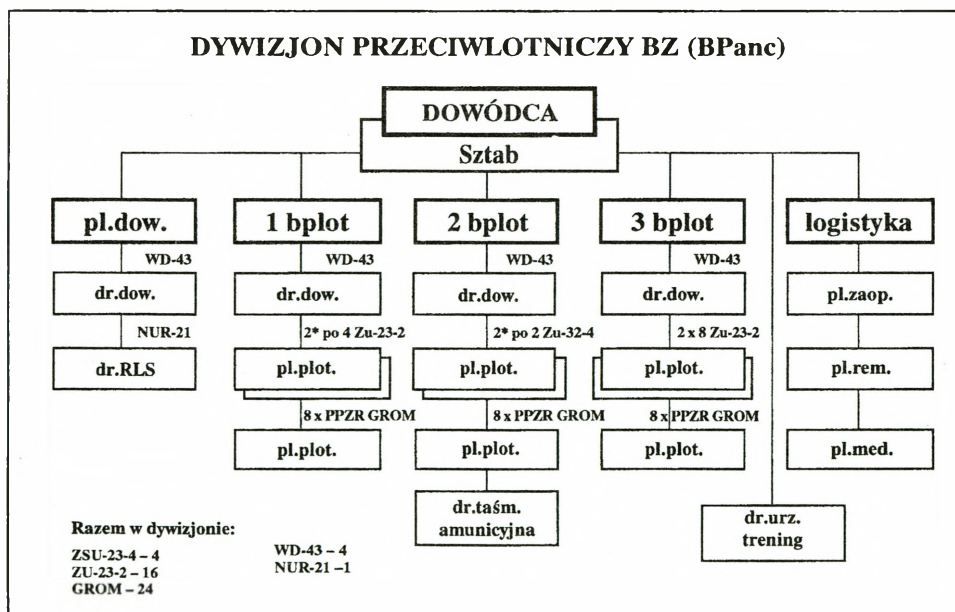 DYWIZJON PRZECIWLOTNICZY BZ (BPanc)
DOWÓDCA
Sztab
pl.dow.
1 bplot
2 bplot
3 bplot
logistyka
WD-43
WD-43
WD-43
WD-43
dr.dow.
dr.dow.
dr.dow.
dr.dow.
pl.zaop.
NUR-21
2* po 4 Zu-23-2
2* po 2 Zu-32-4
2 x 8 Zu-23-2
dr.RLS
pl.plot.
pl.plot.
pl.plot.
pl.rem.
8 x PPZR GROM
8 x PPZR GROM
8 x PPZR GROM
pl.plot.
pl.plot.
pl.plot.
pl.med.
dr.taśm.
amunicyjna
dr.urz.
trening
Razem w dywizjonie:
ZSU-23-4 – 4
ZU-23-2 – 16
GROM – 24
WD-43 – 4
NUR-21 –1